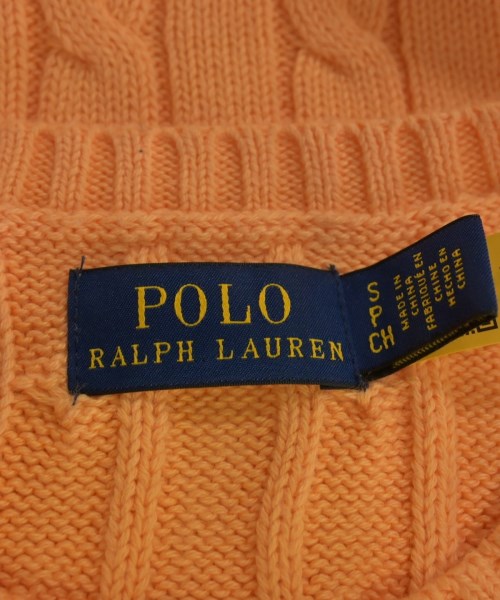 POLO
RALPH LAUREN
S
P
CH
MADE IN
CHINA
FABRIQUÉ EN
CHINE
HECHO EN
CHINA